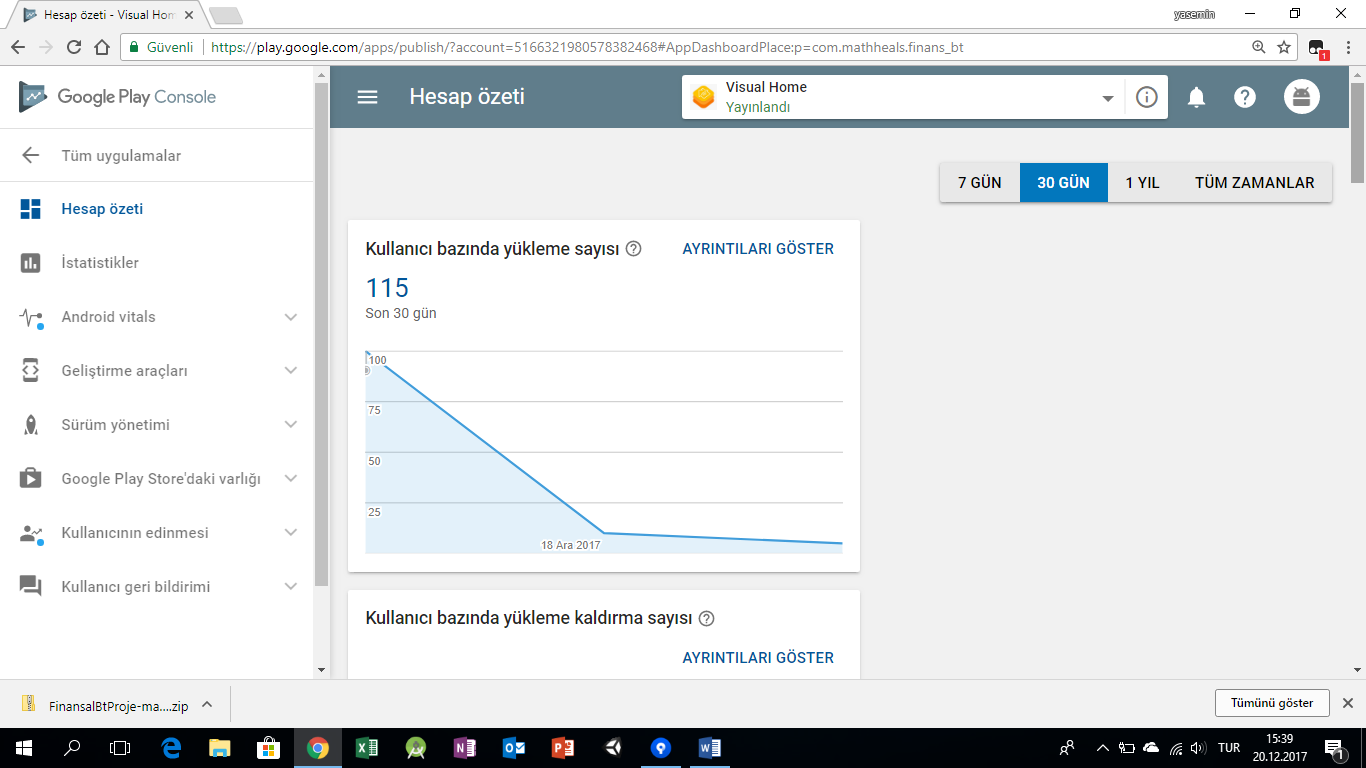 Hesap özeti - Visual Hom
yasemin
Güvenli
https://play.google.com/apps/publish/?account=5166321980578382468#AppDashboardPlace:p=com.mathheals.finans_bt
1
Google Play Console
Hesap özeti
Visual Home
Yayınlandı
Tüm uygulamalar
Hesap özeti
İstatistikler
Android vitals
Geliştirme araçları
Sürüm yönetimi
Google Play Store'daki varlığı
Kullanıcının edinmesi
Kullanıcı geri bildirimi
7 GÜN
30 GÜN
1 YIL
TÜM ZAMANLAR
Kullanıcı bazında yükleme sayısı
AYRINTILARI GÖSTER
115
Son 30 gün
100
75
50
25
18 Ara 2017
Kullanıcı bazında yükleme kaldırma sayısı
AYRINTILARI GÖSTER
FinansalBtProje-ma....zip
Tümünü göster
TUR
15:39
20.12.2017
1